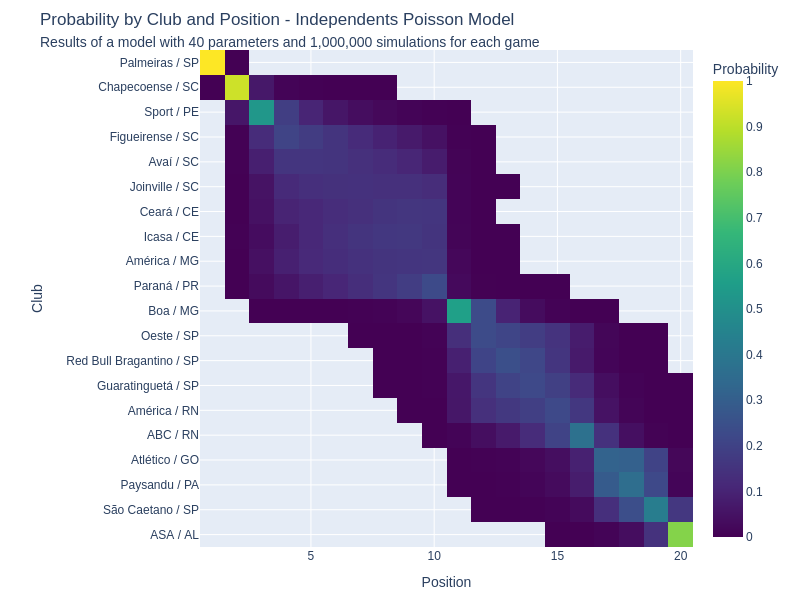 Probability by Club and Position - Independents Poisson Model
Results of a model with 40 parameters and 1,000,000 simulations for each game
Probability
Palmeiras / SP
Chapecoense / SC
Sport / PE
Figueirense / SC
Avaí / SC
Joinville / SC
Ceará / CE
Icasa / CE
América / MG
Paraná / PR
Boa / MG
Oeste / SP
Red Bull Bragantino / SP
Guaratinguetá / SP
América / RN
ABC / RN
Atlético / GO
Paysandu / PA
São Caetano / SP
ASA / AL
Club
5
10
15
20
Position
1
0.9
0.8
0.7
0.6
0.5
0.4
0.3
0.2
0.1
0